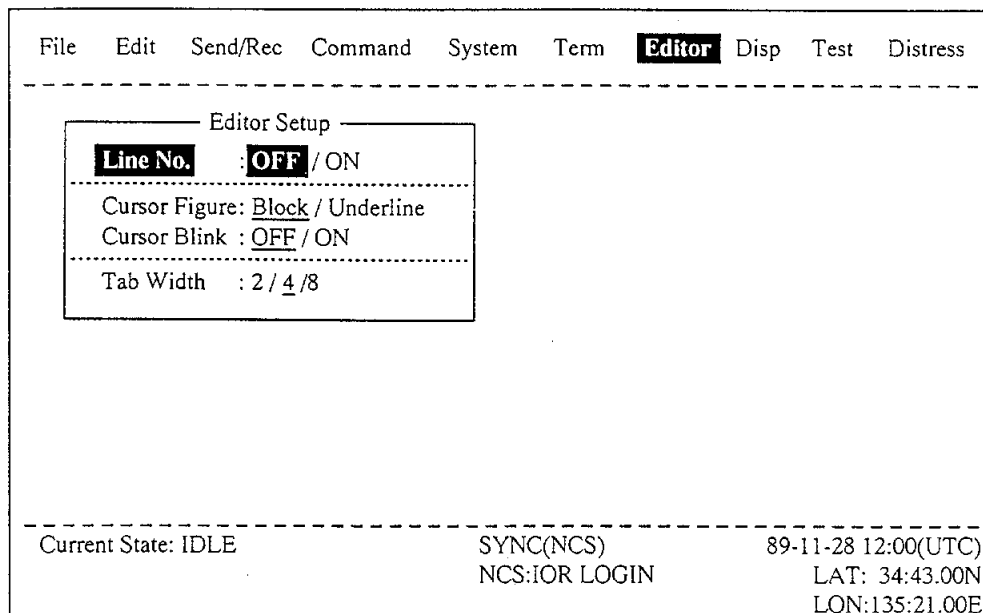 File Edit Send/Rec Command System Term Editor Disp Test Distress
Editor Setup
Line No. : OFF / ON
Cursor Figure: Block / Underline
Cursor Blink : OFF / ON
Tab Width : 2 / 4 /8
Current State: IDLE SYNC(NCS) 89-11-28 12:00(UTC)
NCS:IOR LOGIN LAT: 34:43.00N
LON:135:21.00E